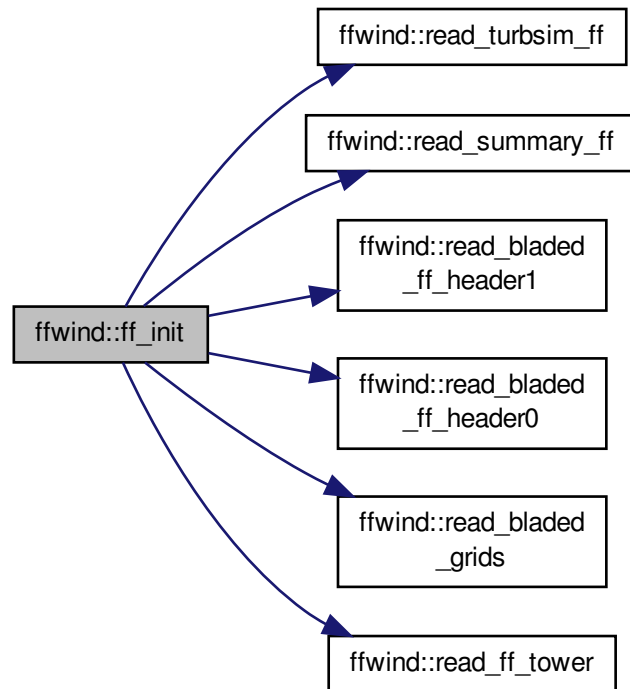 ffwind::read_turbsim_ff
ffwind::read_summary_ff
ffwind::read_bladed
_ff_header1
ffwind::ff_init
ffwind::read_bladed
_ff_header0
ffwind::read_bladed
_grids
ffwind::read_ff_tower